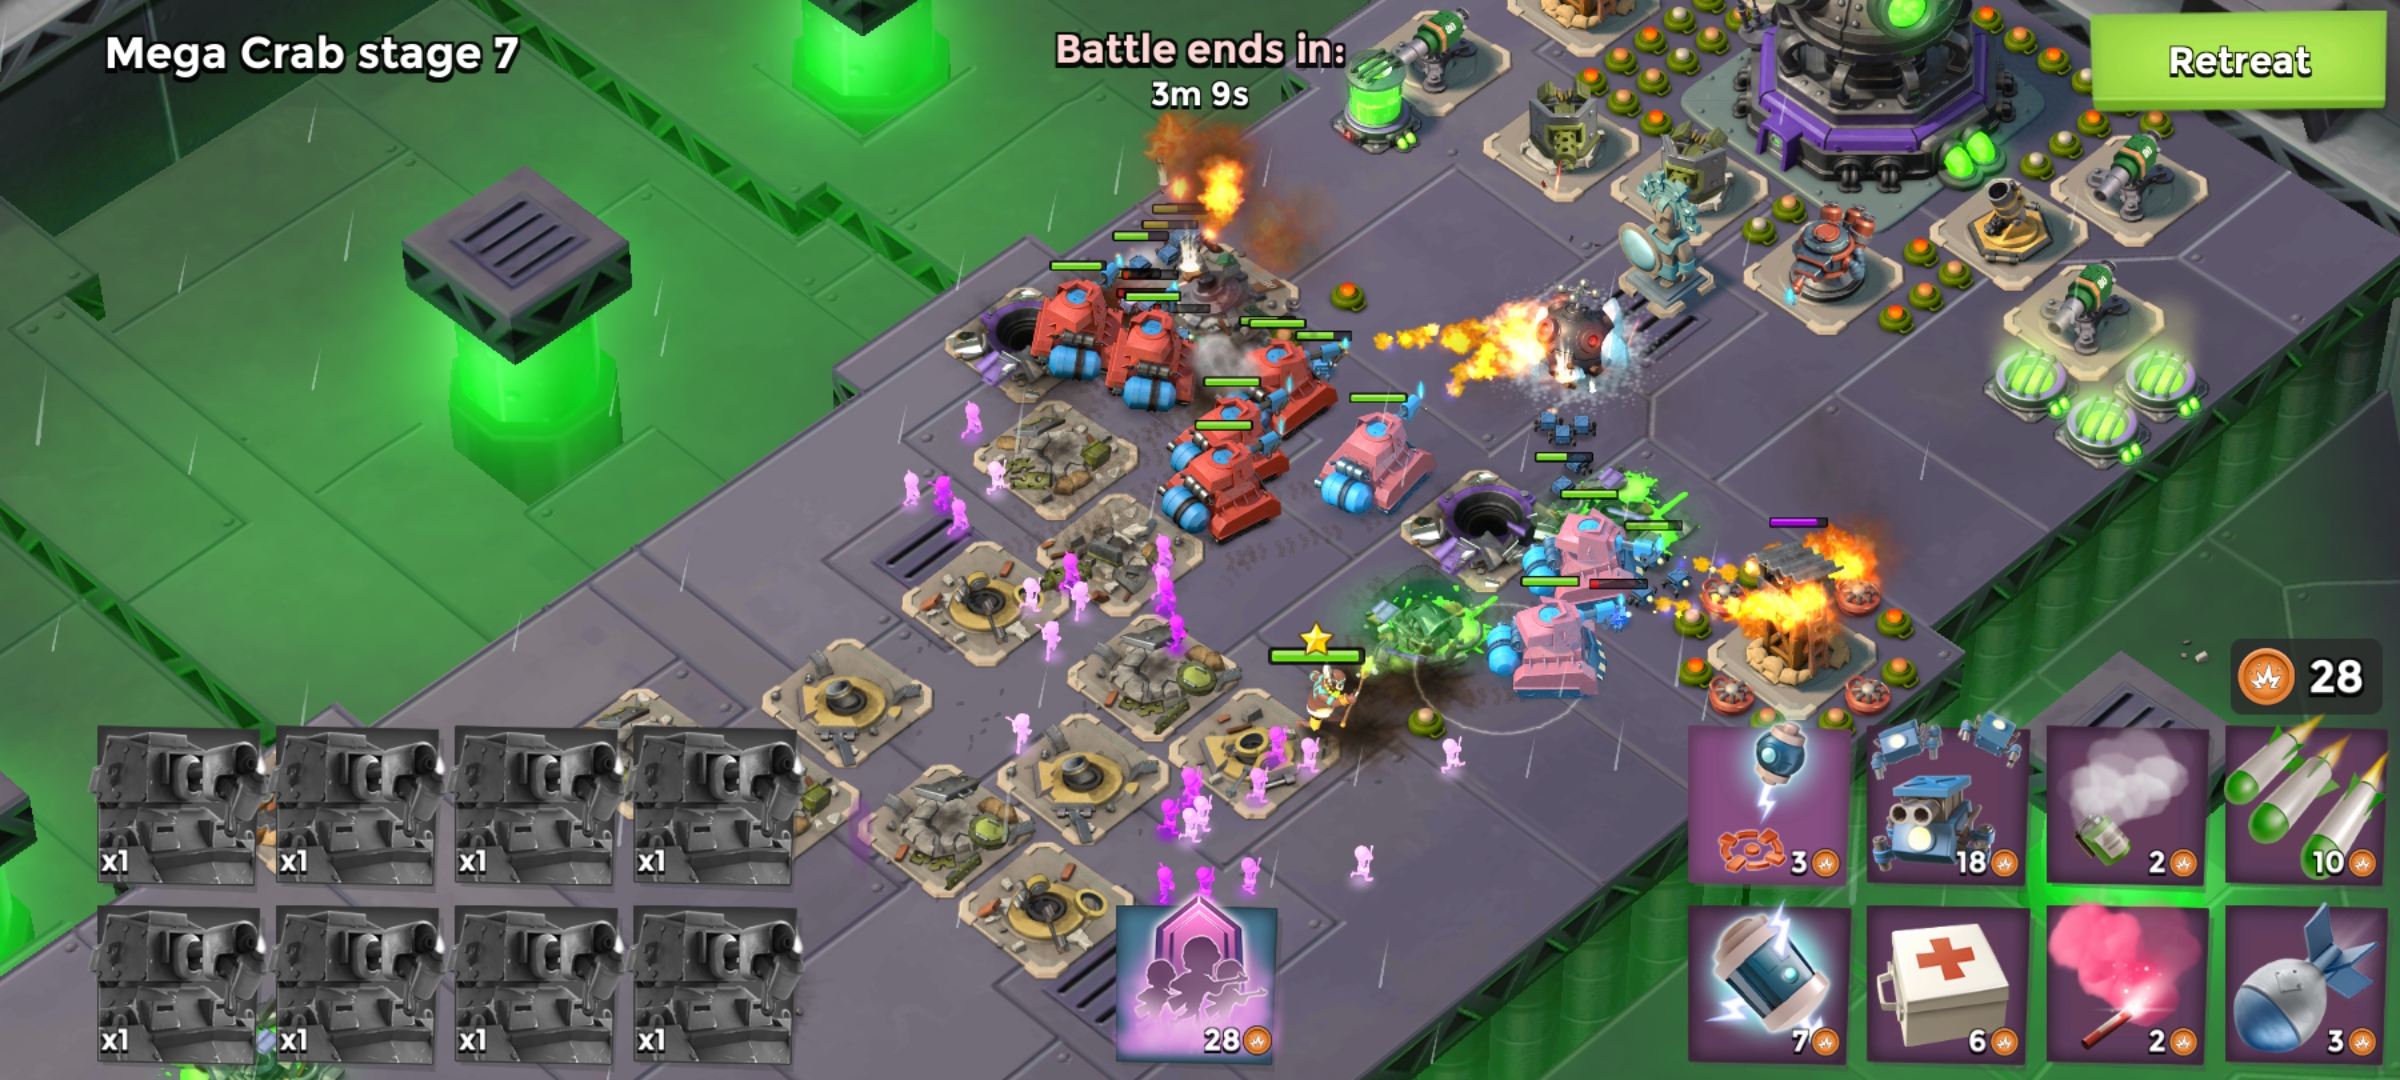 Mega Crab stage 7
Battle ends in:
3m 9s
Retreat
28
x1
x1
x1
x1
3
18
2
10
x1
x1
x1
x1
28
7
6
2
3